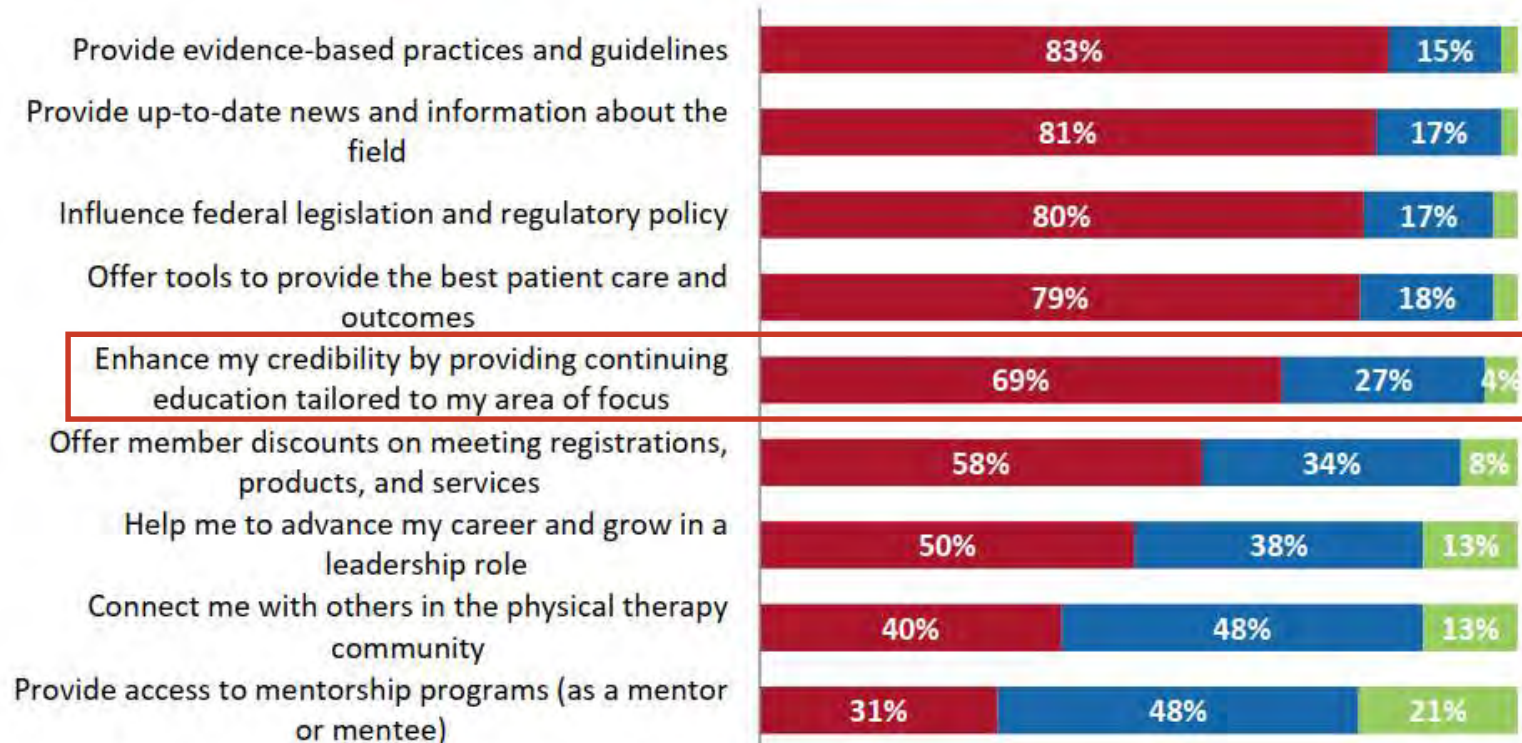 Provide evidence-based practices and guidelines
83% 15%
Provide up-to-date news and information about the
field
81% 17%
Influence federal legislation and regulatory policy
80% 17%
Offer tools to provide the best patient care and
outcomes
79% 18%
Enhance my credibility by providing continuing
education tailored to my area of focus
69% 27% 4%
Offer member discounts on meeting registrations,
products, and services
58% 34% 8%
Help me to advance my career and grow in a
leadership role
50% 38% 13%
Connect me with others in the physical therapy
community
40% 48% 13%
Provide access to mentorship programs (as a mentor
or mentee)
31% 48% 21%